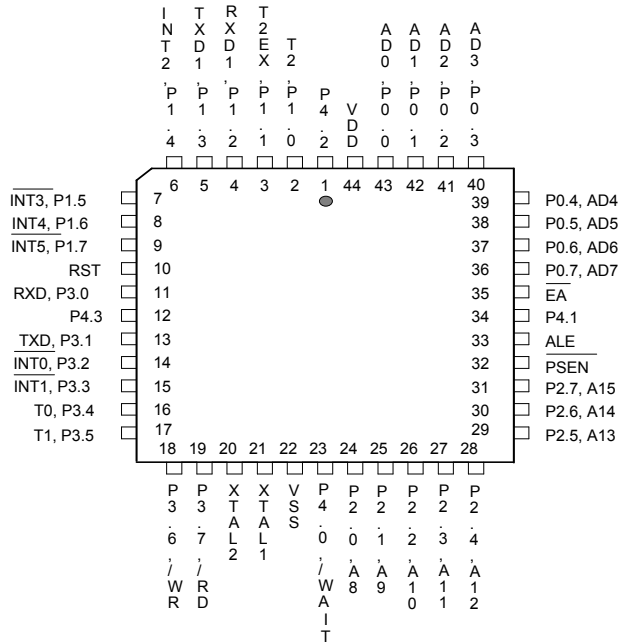 INT2, P1.4
TXD1, P1.3
RXD1, P1.2
T2EX, P1.1
T2, P1.0
P4.2
VDD
AD0, P0.0
AD1, P0.1
AD2, P0.2
AD3, P0.3
6 5 4 3 2 1 44 43 42 41 40
INT3, P1.5 7
INT4, P1.6 8
INT5, P1.7 9
RST 10
RXD, P3.0 11
P4.3 12
TXD, P3.1 13
INT0, P3.2 14
INT1, P3.3 15
T0, P3.4 16
T1, P3.5 17
39 P0.4, AD4
38 P0.5, AD5
37 P0.6, AD6
36 P0.7, AD7
35 EA
34 P4.1
33 ALE
32 PSEN
31 P2.7, A15
30 P2.6, A14
29 P2.5, A13
18 19 20 21 22 23 24 25 26 27 28
P3.6, /WR
P3.7, /RD
XTAL2
XTAL1
VSS
P4.0, /WAIT
P2.0, A8
P2.1, A9
P2.2, A10
P2.3, A11
P2.4, A12